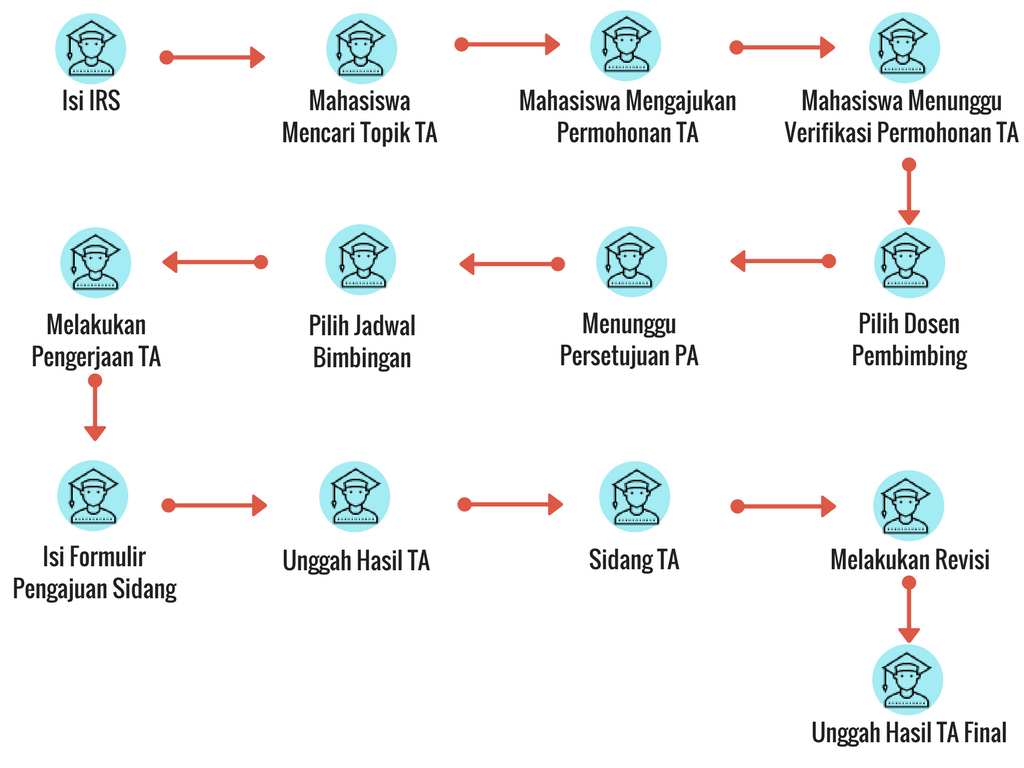 Isi IRS
Mahasiswa
Mencari Topik TA
Mahasiswa Mengajukan
Permohonan TA
Mahasiswa Menunggu
Verifikasi Permohonan TA
Pilih Dosen
Pembimbing
Menunggu
Persetujuan PA
Pilih Jadwal
Bimbingan
Melakukan
Pengerjaan TA
Isi Formulir
Pengajuan Sidang
Unggah Hasil TA
Sidang TA
Melakukan Revisi
Unggah Hasil TA Final